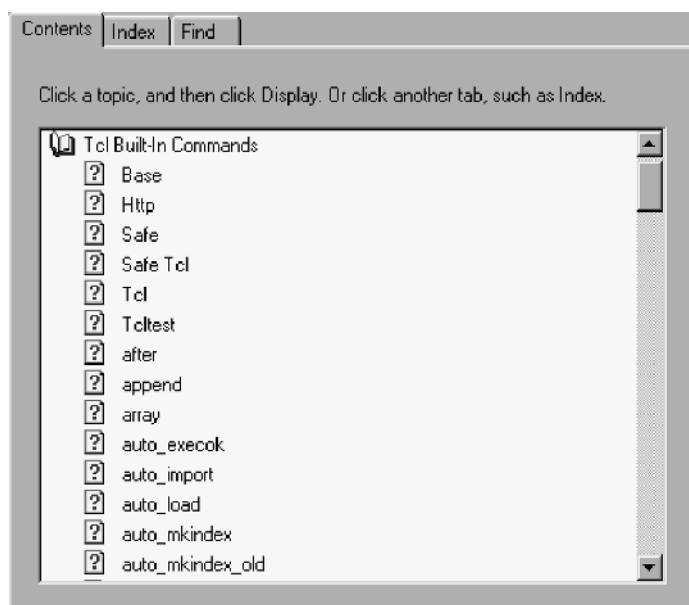 Contents Index Find
Click a topic, and then click Display. Or click another tab, such as Index.
Tcl Built-In Commands
Base
Http
Safe
Safe Tcl
Tcl
Tcltest
after
append
array
auto_execok
auto_import
auto_load
auto_mkindex
auto_mkindex_old